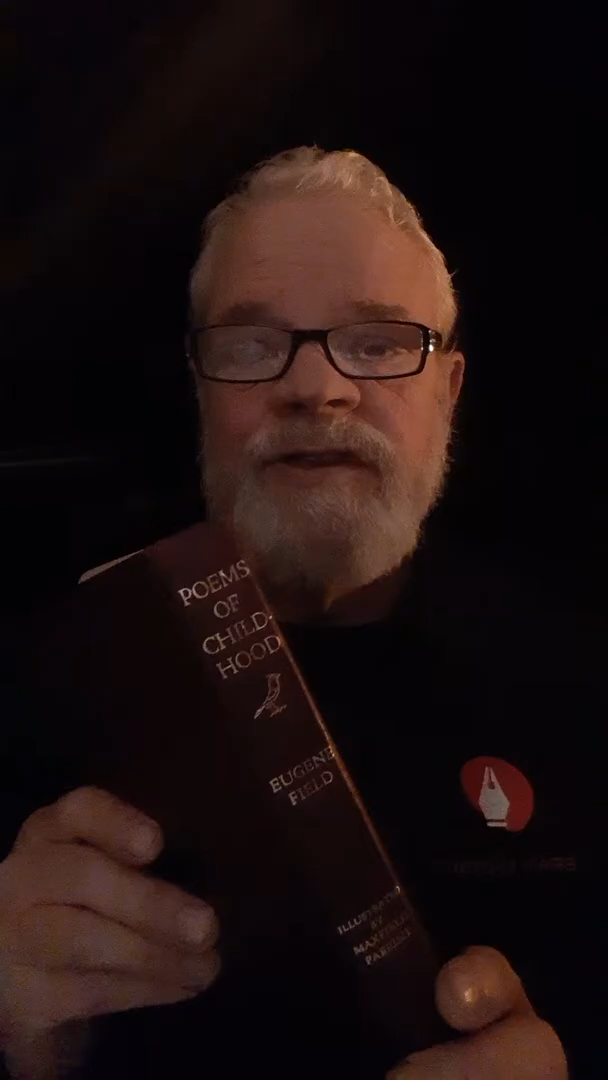 POEMS
OF
CHILD-
HOOD
EUGENE
FIELD
ILLUSTRATED
BY
MAXFIELD
PARRISH